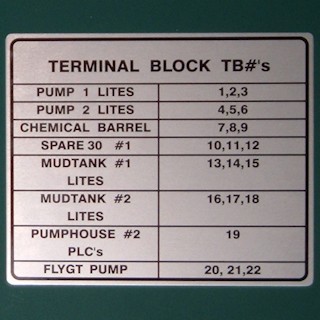 TERMINAL BLOCK TB#'s
PUMP 1 LITES 1,2,3
PUMP 2 LITES 4,5,6
CHEMICAL BARREL 7,8,9
SPARE 30 #1 10,11,12
MUDTANK #1 13,14,15
LITES
MUDTANK #2 16,17,18
LITES
PUMPHOUSE #2 19
PLC's
FLYGT PUMP 20, 21,22